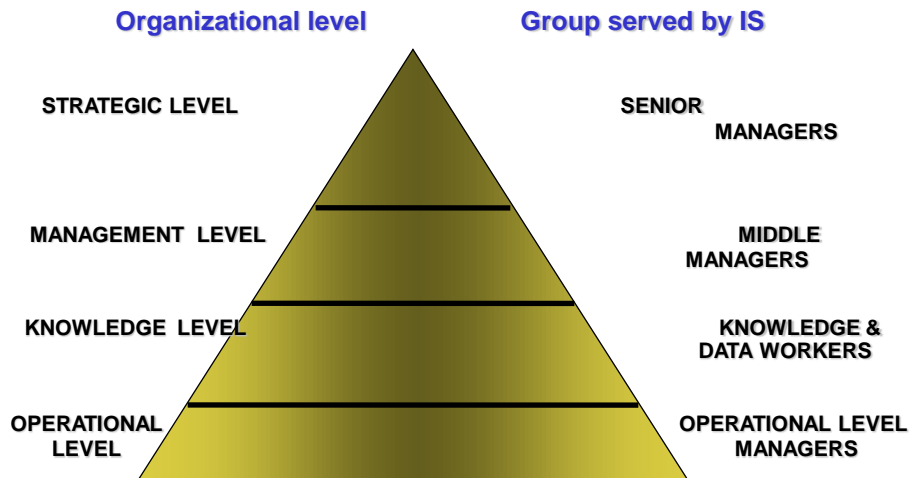 Organizational level Group served by IS
STRATEGIC LEVEL SENIOR
MANAGERS
MANAGEMENT LEVEL MIDDLE
MANAGERS
KNOWLEDGE LEVEL KNOWLEDGE &
DATA WORKERS
OPERATIONAL OPERATIONAL LEVEL
LEVEL MANAGERS